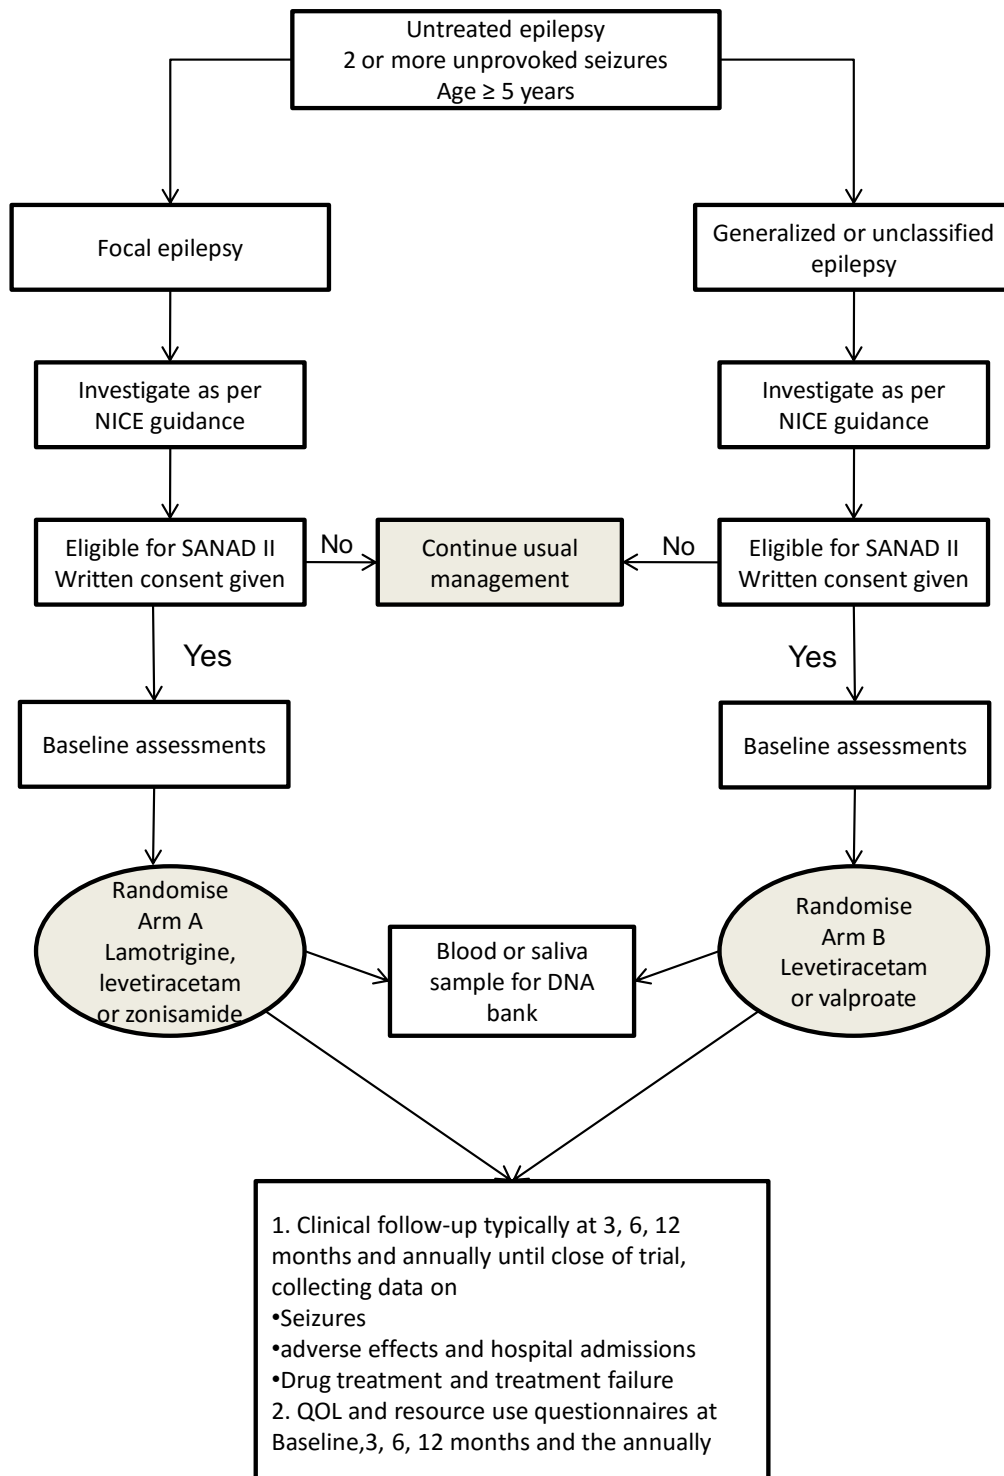 Untreated epilepsy
2 or more unprovoked seizures
Age ≥ 5 years
Focal epilepsy
Generalized or unclassified
epilepsy
Investigate as per
NICE guidance
Investigate as per
NICE guidance
Eligible for SANAD II
Written consent given
No
Continue usual
management
No
Eligible for SANAD II
Written consent given
Yes
Yes
Baseline assessments
Baseline assessments
Randomise
Arm A
Lamotrigine,
levetiracetam
or zonisamide
Blood or saliva
sample for DNA
bank
Randomise
Arm B
Levetiracetam
or valproate
1. Clinical follow-up typically at 3, 6, 12
months and annually until close of trial,
collecting data on
•Seizures
•adverse effects and hospital admissions
•Drug treatment and treatment failure
2. QOL and resource use questionnaires at
Baseline,3, 6, 12 months and the annually